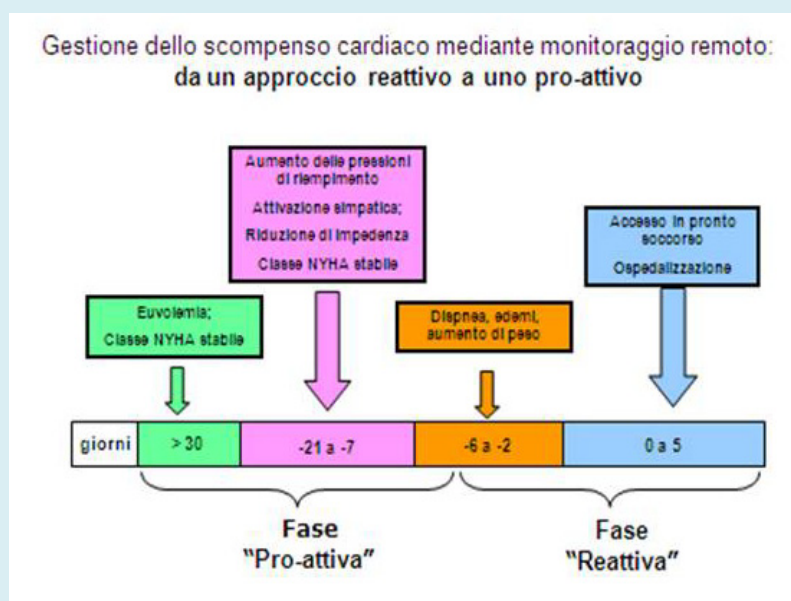 Gestione dello scompenso cardiaco mediante monitoraggio remoto:
da un approccio reattivo a uno pro-attivo
Aumento delle pressioni
di riempimento
Attivazione simpatica;
Riduzione di impedenza
Classe NYHA stabile
Accesso in pronto
soccorso
Ospedalizzazione
Euvolemia;
Classe NYHA stabile
Dispnea, edemi,
aumento di peso
giorni
> 30
-21 a -7
-6 a -2
0 a 5
Fase
"Pro-attiva"
Fase
"Reattiva"